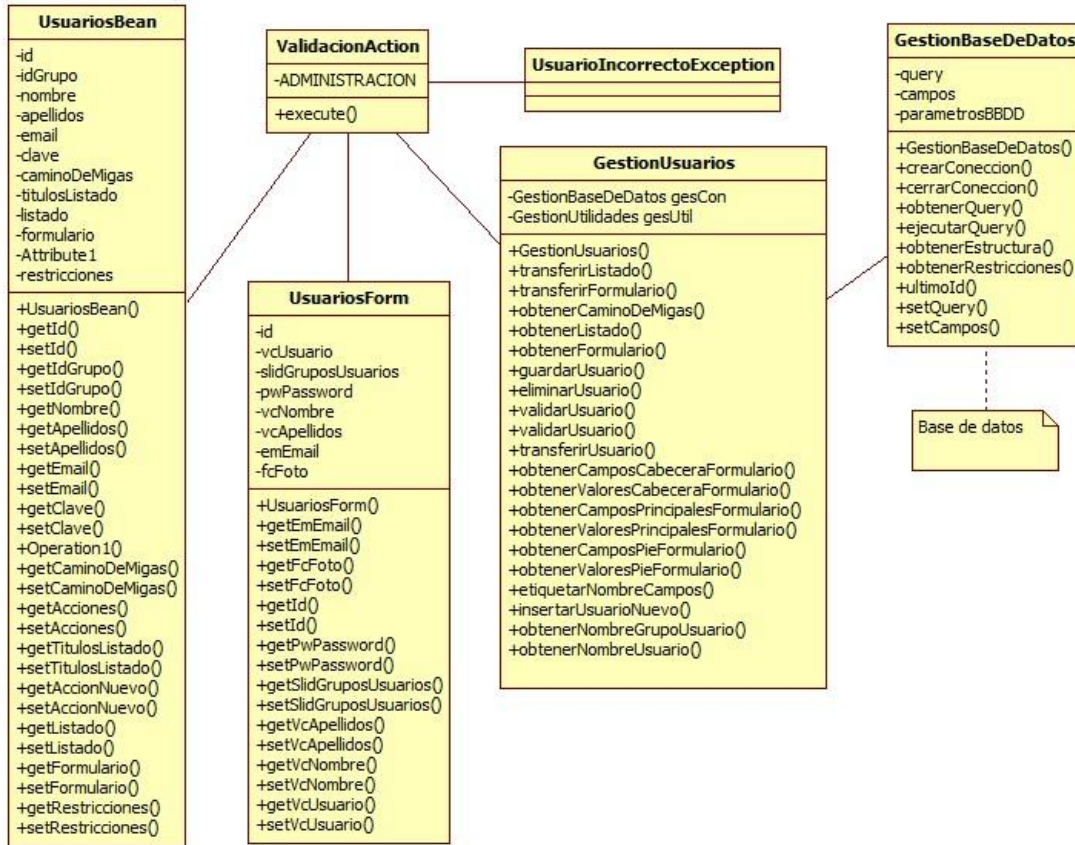 UsuariosBean
-id
-idGrupo
-nombre
-apellidos
-email
-clave
-caminoDeMigas
-titulosListado
-listado
-formulario
-Attribute1
-restricciones
+UsuariosBean()
+getId()
+setId()
+getIdGrupo()
+setIdGrupo()
+getNombre()
+getApellidos()
+setApellidos()
+getEmail()
+setEmail()
+getClave()
+setClave()
+Operation1()
+getCaminoDeMigas()
+setCaminoDeMigas()
+getAcciones()
+setAcciones()
+getTitulosListado()
+setTitulosListado()
+getAccionNuevo()
+setAccionNuevo()
+getListado()
+setListado()
+getFormulario()
+setFormulario()
+getRestricciones()
+setRestricciones()
ValidacionAction
-ADMINISTRACION
+execute()
UsuarioIncorrectoException
UsuariosForm
-id
-vcUsuario
-slidGruposUsuarios
-pwPassword
-vcNombre
-vcApellidos
-emEmail
-fcFoto
+UsuariosForm()
+getEmEmail()
+setEmEmail()
+getFcFoto()
+setFcFoto()
+getId()
+setId()
+getPwPassword()
+setPwPassword()
+getSlidGruposUsuarios()
+setSlidGruposUsuarios()
+getVcApellidos()
+setVcApellidos()
+getVcNombre()
+setVcNombre()
+getVcUsuario()
+setVcUsuario()
GestionUsuarios
-GestionBaseDeDatos gesCon
-GestionUtilidades gesUtil
+GestionUsuarios()
+transferirListado()
+transferirFormulario()
+obtenerCaminoDeMigas()
+obtenerListado()
+obtenerFormulario()
+guardarUsuario()
+eliminarUsuario()
+validarUsuario()
+validarUsuario()
+transferirUsuario()
+obtenerCamposCabeceraFormulario()
+obtenerValoresCabeceraFormulario()
+obtenerCamposPrincipalesFormulario()
+obtenerValoresPrincipalesFormulario()
+obtenerCamposPieFormulario()
+obtenerValoresPieFormulario()
+etiquetarNombreCampos()
+insertarUsuarioNuevo()
+obtenerNombreGrupoUsuario()
+obtenerNombreUsuario()
GestionBaseDeDatos
-query
-campos
-parametrosBBDD
+GestionBaseDeDatos()
+crearConeccion()
+cerrarConeccion()
+obtenerQuery()
+ejecutarQuery()
+obtenerEstructura()
+obtenerRestricciones()
+ultimoId()
+setQuery()
+setCampos()
Base de datos